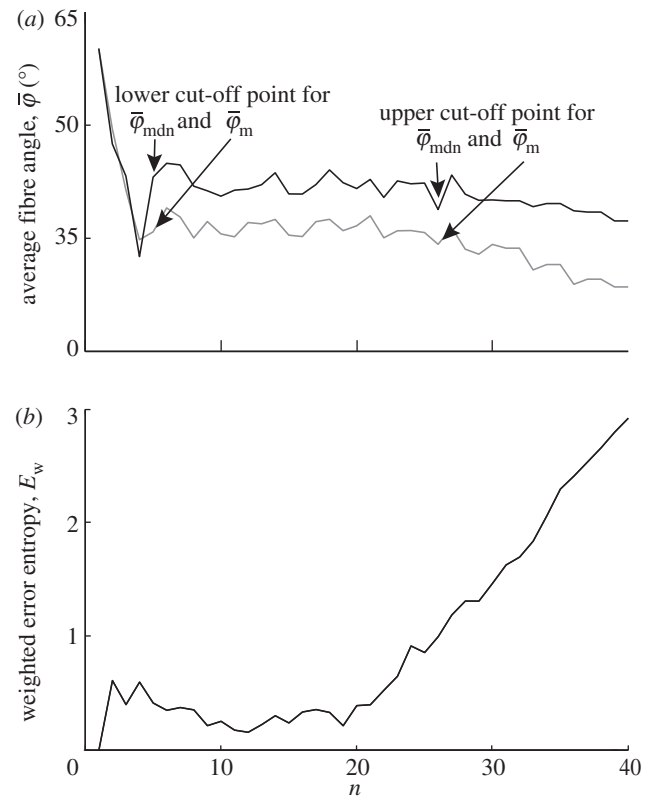 (a)
65
50
35
0
average fibre angle, φ̅ (°)
lower cut-off point for
φ̅mdn and φ̅m
upper cut-off point for
φ̅mdn and φ̅m
(b)
3
2
1
0
weighted error entropy, Ew
10
20
30
40
n